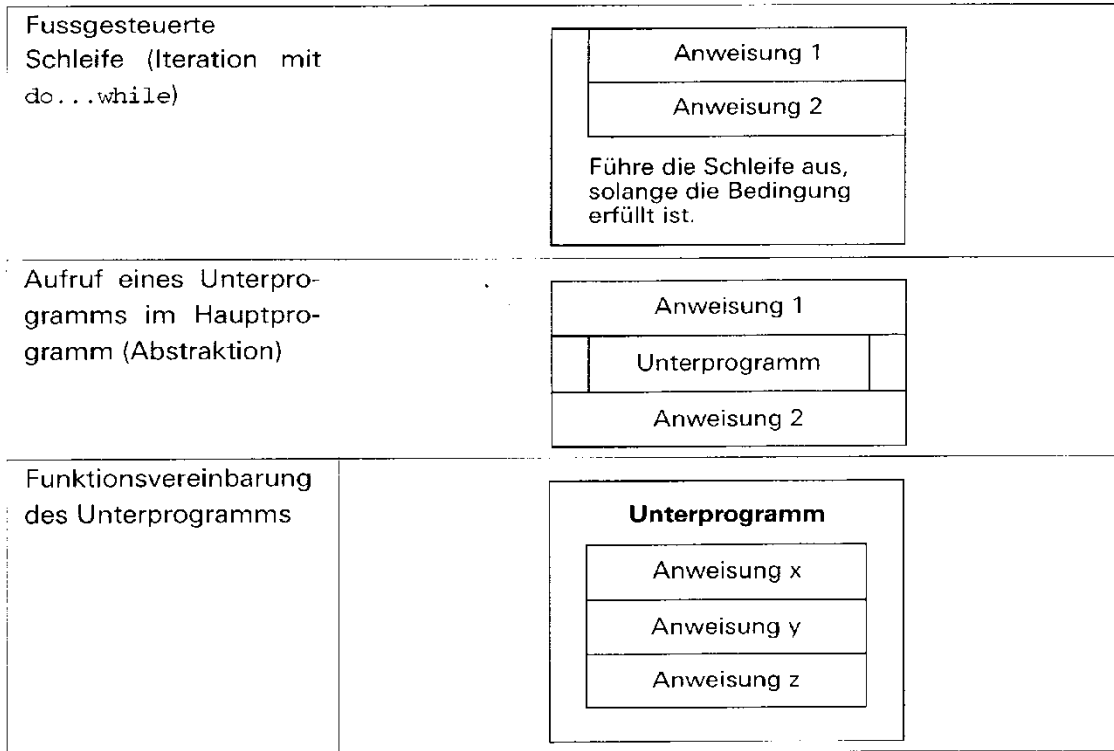 Fussgesteuerte
Schleife (Iteration mit
do...while)
Anweisung 1
Anweisung 2
Führe die Schleife aus,
solange die Bedingung
erfüllt ist.
Aufruf eines Unterpro-
gramms im Hauptpro-
gramm (Abstraktion)
Anweisung 1
Unterprogramm
Anweisung 2
Funktionsvereinbarung
des Unterprogramms
Unterprogramm
Anweisung x
Anweisung y
Anweisung z